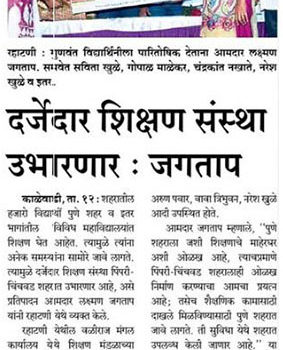 रहाटणी : गुणवंत विद्यार्थिनीला पारितोषिक देताना आमदार लक्ष्मण
जगताप. समवेत सविता खुळे, गोपाळ माळेकर, चंद्रकांत नखाते, नरेश
खुळे व इतर.
दर्जेदार शिक्षण संस्था
उभारणार : जगताप
काळेवाडी, ता. १२ : शहरातील
हजारो विद्यार्थी पुणे शहर व इतर
भागांतील विविध महाविद्यालयांत
शिक्षण घेत आहेत. त्यामुळे त्यांना
अनेक समस्यांना सामोरे जावे लागते.
त्यामुळे दर्जेदार शिक्षण संस्था पिंपरी-
चिंचवड शहरात उभारणार आहे, असे
प्रतिपादन आमदार लक्ष्मण जगताप
यांनी रहाटणी येथे व्यक्त केले.
रहाटणी येथील वळीराज मंगल
कार्यालय येथे शिक्षण मंडळाच्या
अरुण पवार, बाबा त्रिभुवन, नरेश खुळे
आदी उपस्थित होते.
आमदार जगताप म्हणाले, ''पुणे
शहराला जशी शिक्षणाचे माहेरघर
अशी ओळख आहे, त्याचप्रमाणे
पिंपरी-चिंचवड शहरालाही ओळख
निर्माण करण्याचा आमचा प्रयत्न
आहे; तसेच शैक्षणिक कामासाठी
दाखले मिळविण्यासाठी पुणे शहरात
जावे लागते. ती सुविधा येथे शहरात
उपलब्ध केली जाणार आहे.'' या